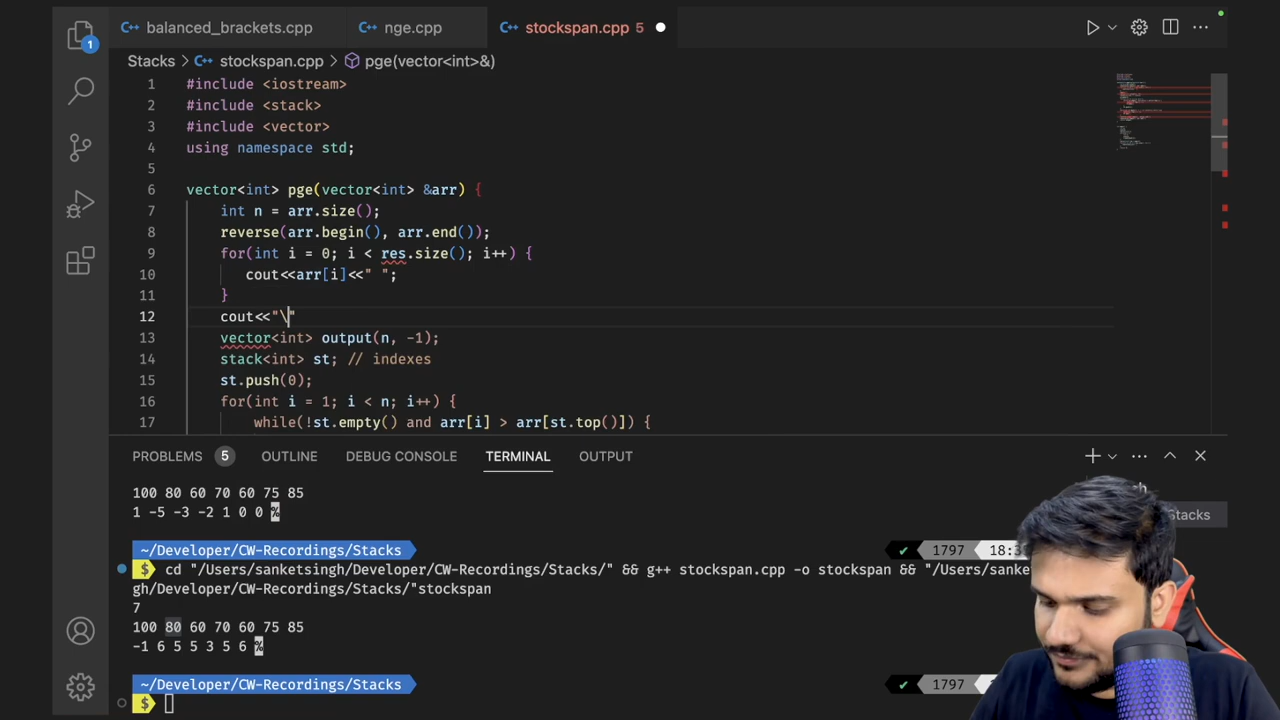 balanced_brackets.cpp nge.cpp stockspan.cpp 5
1
Stacks > stockspan.cpp > pge(vector<int>&)
1 #include <iostream>
2 #include <stack>
3 #include <vector>
4 using namespace std;
5
6 vector<int> pge(vector<int> &arr) {
7 int n = arr.size();
8 reverse(arr.begin(), arr.end());
9 for(int i = 0; i < res.size(); i++) {
10 cout<<arr[i]<<" ";
11 }
12 cout<<"\"
13 vector<int> output(n, -1);
14 stack<int> st; // indexes
15 st.push(0);
16 for(int i = 1; i < n; i++) {
17 while(!st.empty() and arr[i] > arr[st.top()]) {
PROBLEMS 5 OUTLINE DEBUG CONSOLE TERMINAL OUTPUT
100 80 60 70 60 75 85
1 -5 -3 -2 1 0 0 %
Stacks
~/Developer/CW-Recordings/Stacks ✔ 1797
$ cd "/Users/sanketsingh/Developer/CW-Recordings/Stacks/" && g++ stockspan.cpp -o stockspan && "/Users/sanket
gh/Developer/CW-Recordings/Stacks/"stockspan
7
100 80 60 70 60 75 85
-1 6 5 5 3 5 6 %
~/Developer/CW-Recordings/Stacks ✔ 1797
$